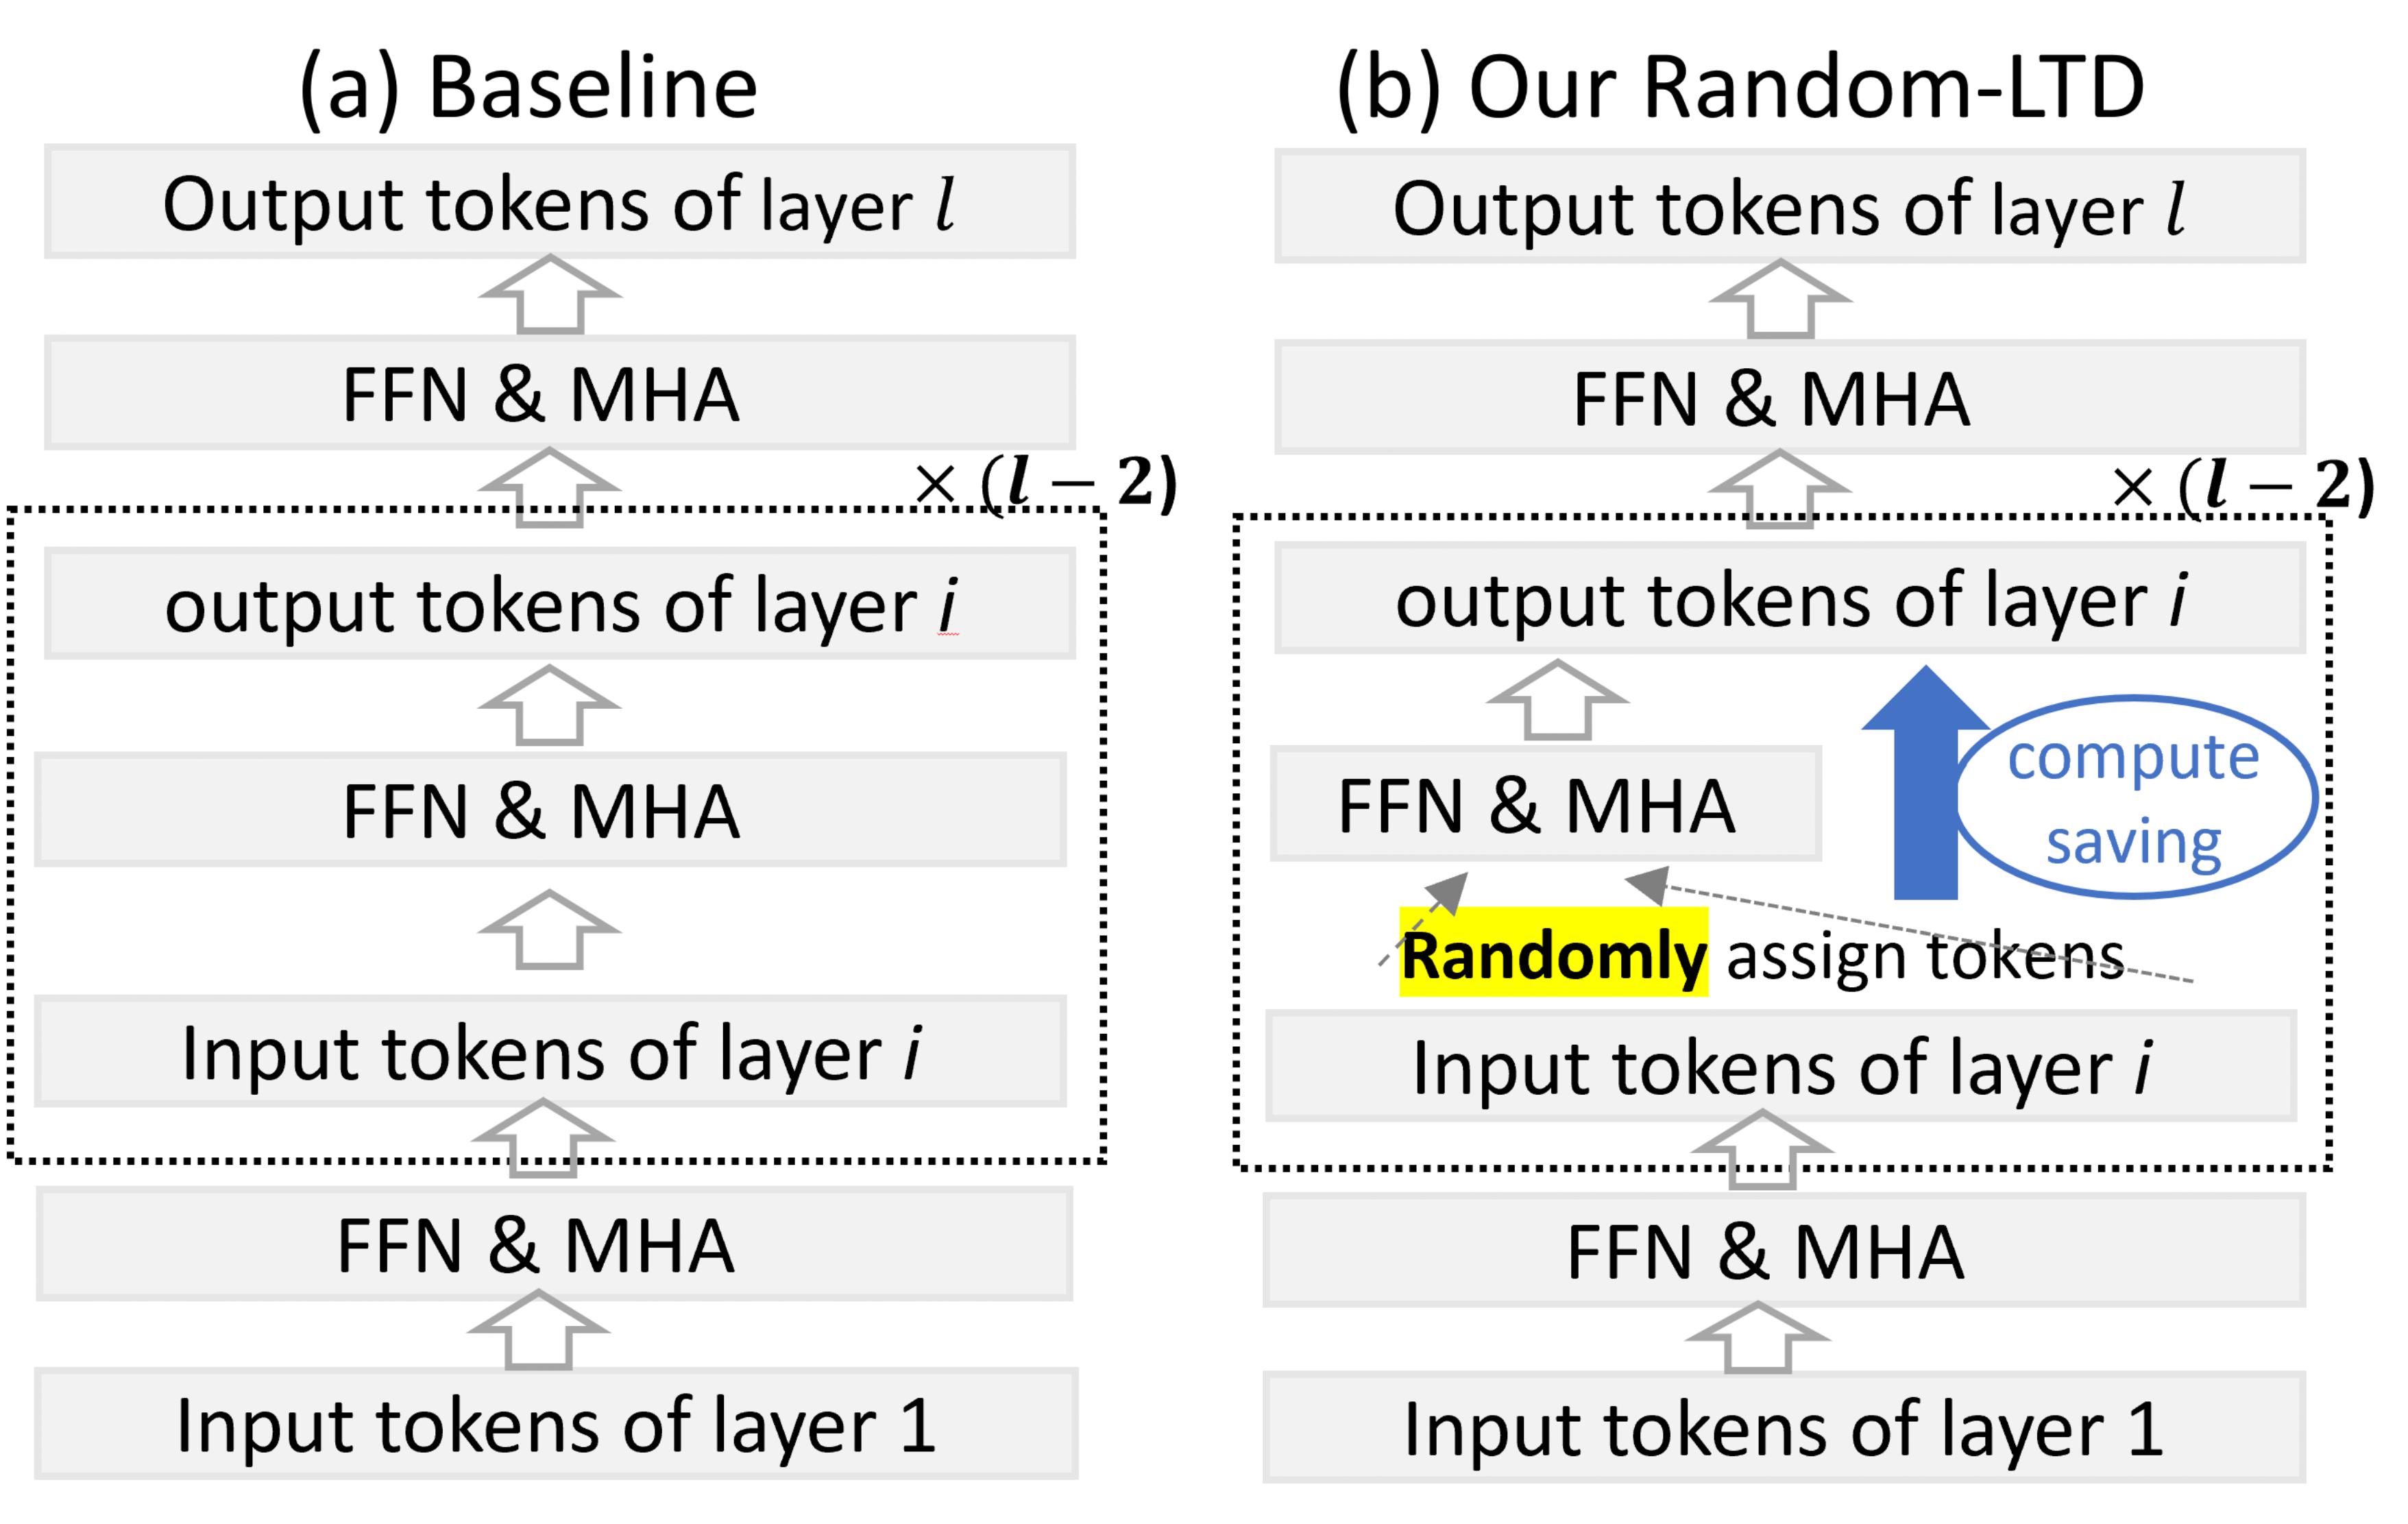 (a) Baseline
Output tokens of layer l
FFN & MHA
× (l − 2)
output tokens of layer i
FFN & MHA
Input tokens of layer i
FFN & MHA
Input tokens of layer 1
(b) Our Random-LTD
Output tokens of layer l
FFN & MHA
× (l − 2)
output tokens of layer i
FFN & MHA
compute
saving
Randomly assign tokens
Input tokens of layer i
FFN & MHA
Input tokens of layer 1